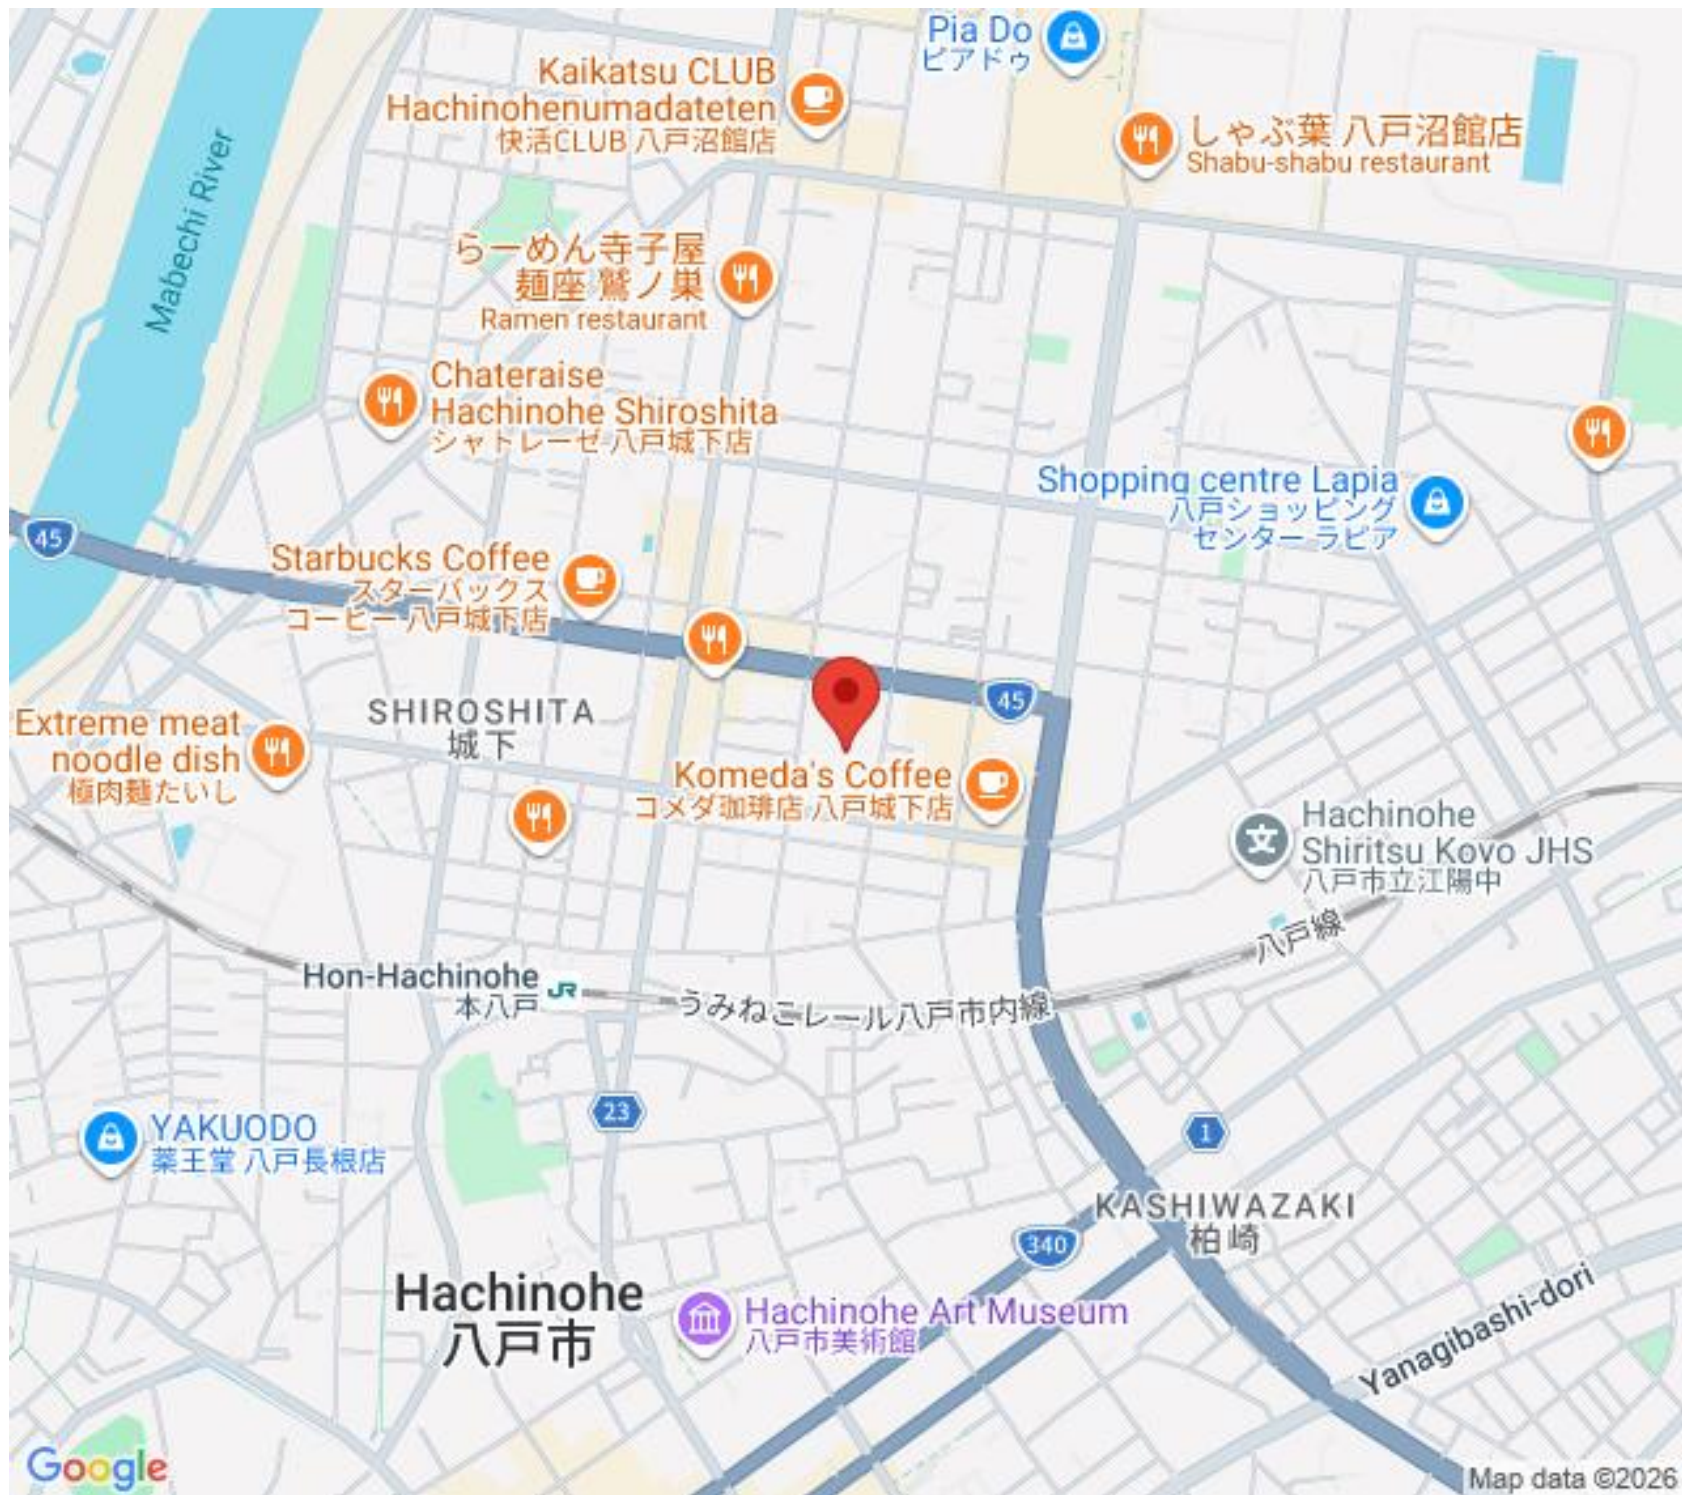 Pia Do
ピアドゥ
Kaikatsu CLUB
Hachinohenumadateten
快活CLUB 八戸沼館店
しゃぶ葉 八戸沼館店
Shabu-shabu restaurant
Mabechi River
らーめん寺子屋
麺座 鷲ノ巣
Ramen restaurant
Chateraise
Hachinohe Shiroshita
シャトレーゼ 八戸城下店
Shopping centre Lapia
八戸ショッピング
センター ラピア
45
Starbucks Coffee
スターバックス
コーヒー 八戸城下店
45
SHIROSHITA
城下
Extreme meat
noodle dish
極肉麺たいし
Komeda's Coffee
コメダ珈琲店 八戸城下店
Hachinohe
Shiritsu Koyo JHS
八戸市立江陽中
八戸線
Hon-Hachinohe
本八戸
JR
うみねこレール八戸市内線
23
YAKUODO
薬王堂 八戸長根店
1
KASHIWAZAKI
柏崎
340
Hachinohe
八戸市
Hachinohe Art Museum
八戸市美術館
Yanagibashi-dori
Google
Map data ©2026